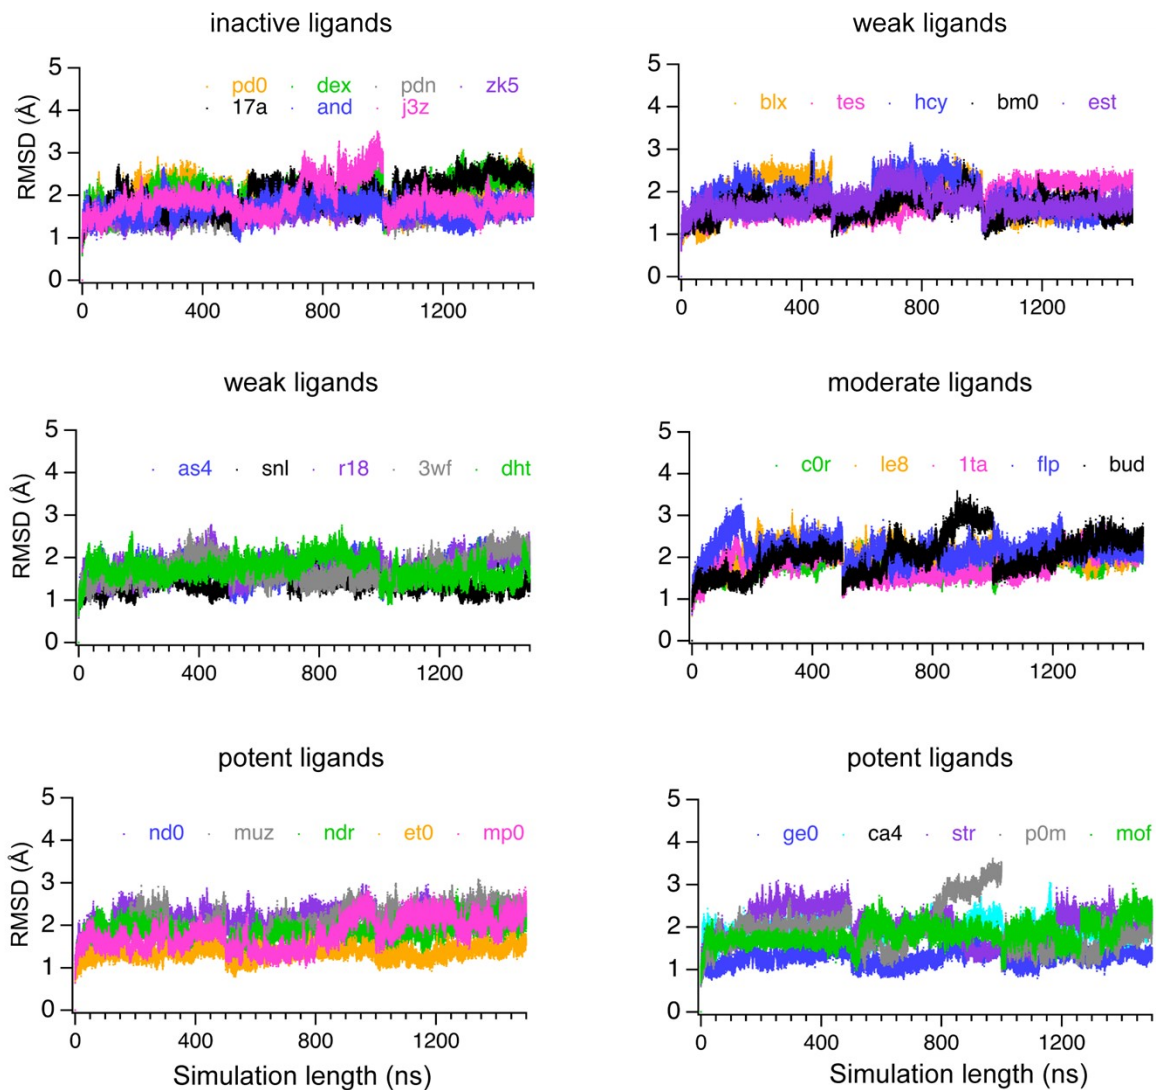 inactive ligands
weak ligands
5
4
3
2
1
0
RMSD (Å)
pd0 dex pdn zk5
17a and j3z
0 400 800 1200
5
4
3
2
1
0
blx tes hcy bm0 est
0 400 800 1200
weak ligands
moderate ligands
5
4
3
2
1
0
RMSD (Å)
as4 snl r18 3wf dht
0 400 800 1200
5
4
3
2
1
0
c0r le8 1ta flp bud
0 400 800 1200
potent ligands
potent ligands
5
4
3
2
1
0
RMSD (Å)
nd0 muz ndr et0 mp0
0 400 800 1200
Simulation length (ns)
5
4
3
2
1
0
ge0 ca4 str p0m mof
0 400 800 1200
Simulation length (ns)